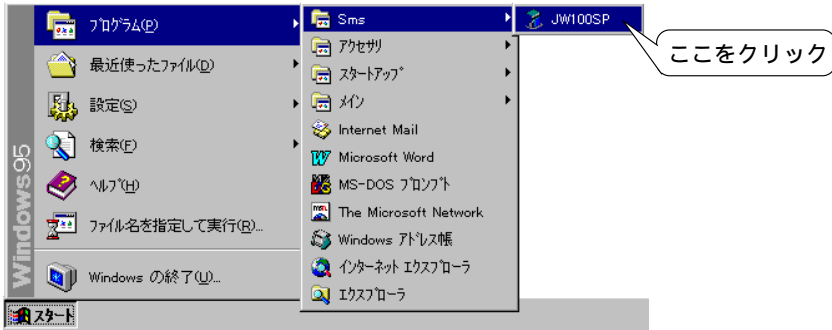 Windows95
ﾌﾟﾛｸﾞﾗﾑ(P)
最近使ったﾌｧｲﾙ(D)
設定(S)
検索(F)
ﾍﾙﾌﾟ(H)
ﾌｧｲﾙ名を指定して実行(R)...
Windows の終了(U)...
スタート
Sms
ｱｸｾｻﾘ
ｽﾀｰﾄｱｯﾌﾟ
ﾒｲﾝ
Internet Mail
Microsoft Word
MS-DOS ﾌﾟﾛﾝﾌﾟﾄ
The Microsoft Network
Windows ｱﾄﾞﾚｽ帳
ｲﾝﾀｰﾈｯﾄ ｴｸｽﾌﾟﾛｰﾗ
ｴｸｽﾌﾟﾛｰﾗ
JW100SP
ここをクリック